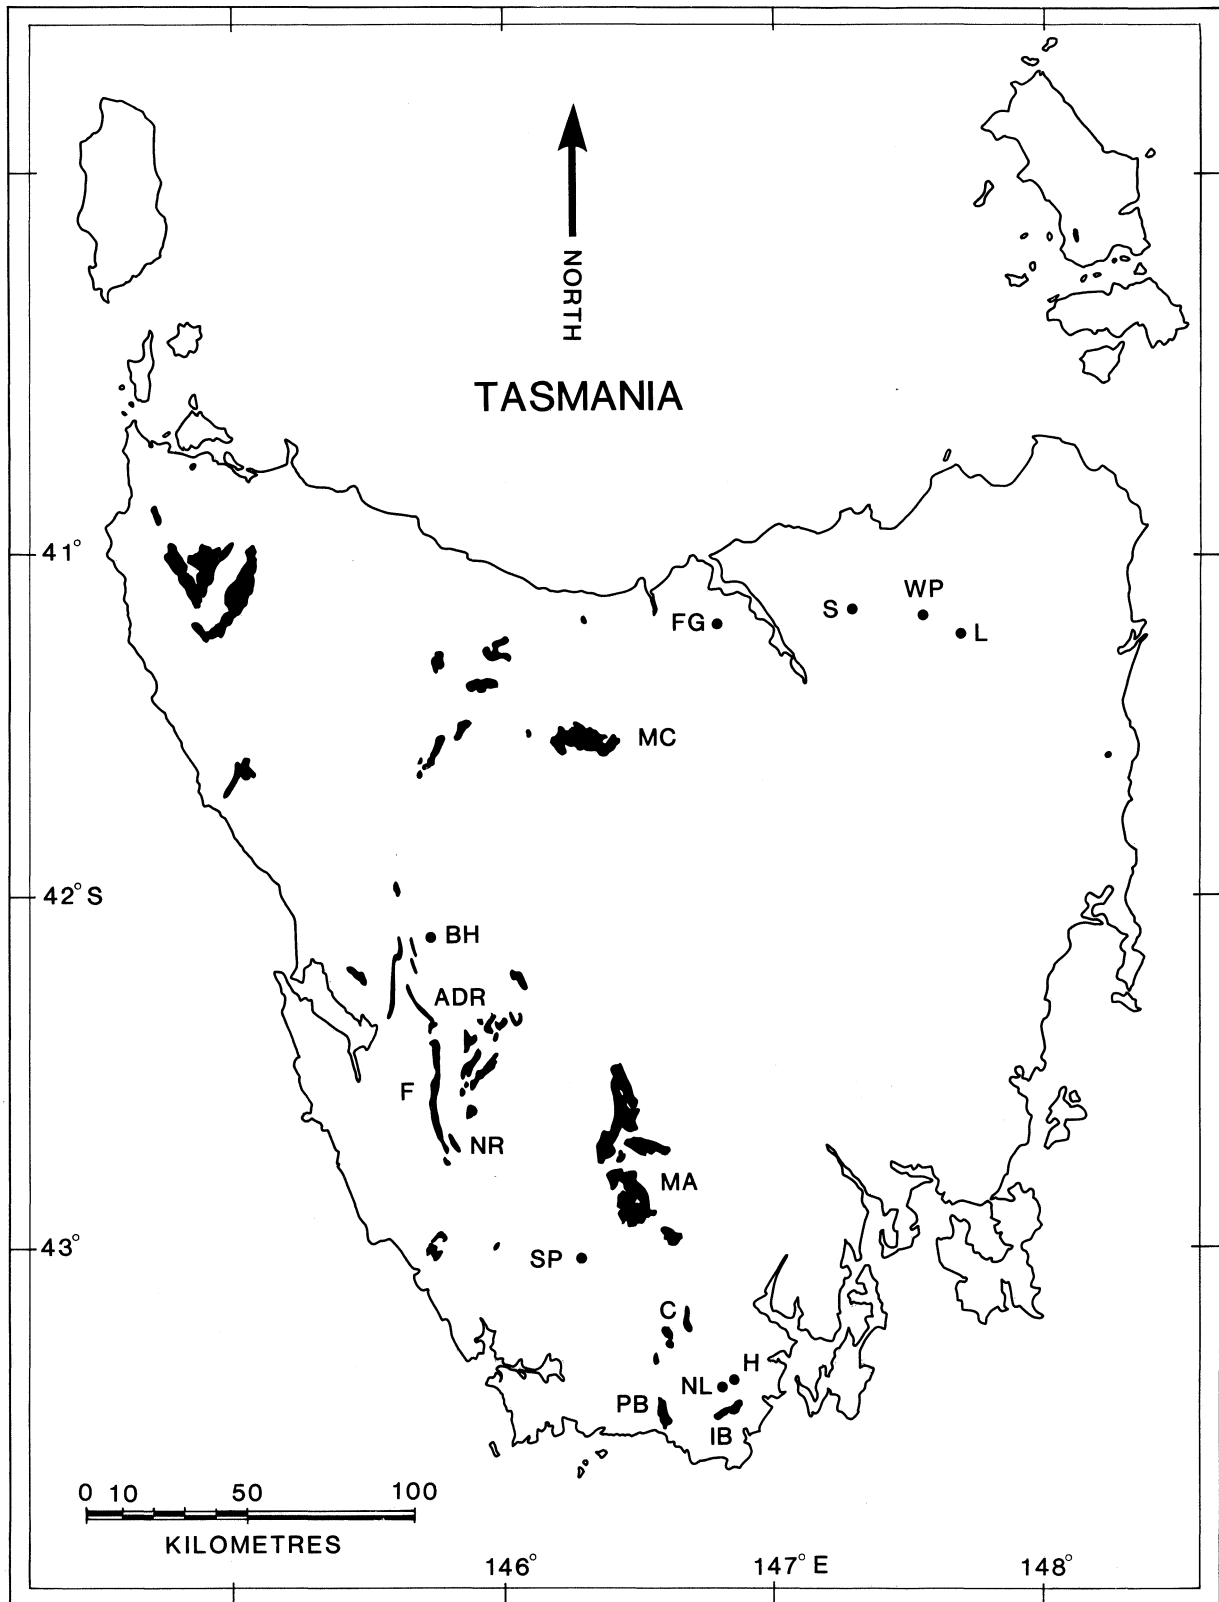 NORTH
TASMANIA
41°
WP
S
FG
L
MC
42°S
BH
ADR
F
NR
MA
43°
SP
C
H
NL
PB
IB
0 10 50 100
KILOMETRES
146° 147°E 148°